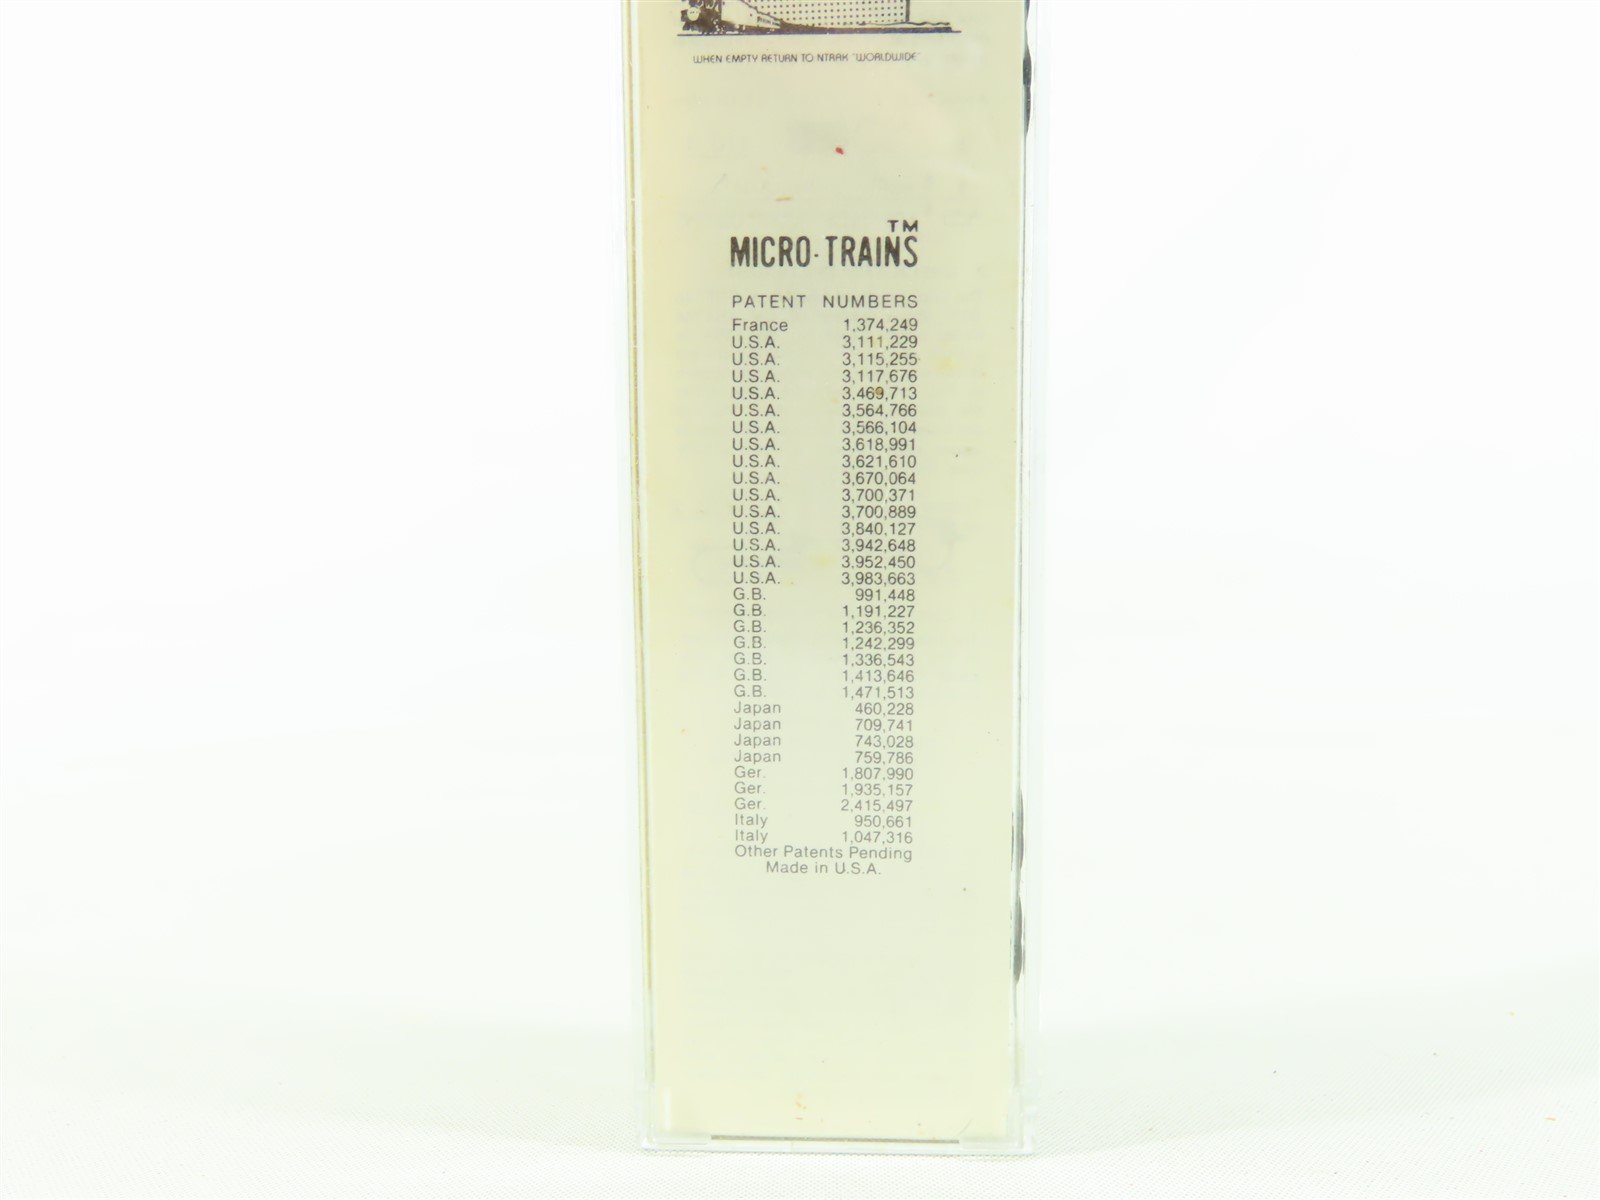 WHEN EMPTY RETURN TO NTRAK "WORLDWIDE"
MICRO-TRAINS™
PATENT NUMBERS
France 1,374,249
U.S.A. 3,111,229
U.S.A. 3,115,255
U.S.A. 3,117,676
U.S.A. 3,469,713
U.S.A. 3,564,766
U.S.A. 3,566,104
U.S.A. 3,618,991
U.S.A. 3,621,610
U.S.A. 3,670,064
U.S.A. 3,700,371
U.S.A. 3,700,889
U.S.A. 3,840,127
U.S.A. 3,942,648
U.S.A. 3,952,450
U.S.A. 3,983,663
G.B. 991,448
G.B. 1,191,227
G.B. 1,236,352
G.B. 1,242,299
G.B. 1,336,543
G.B. 1,413,646
G.B. 1,471,513
Japan 460,228
Japan 709,741
Japan 743,028
Japan 759,786
Ger. 1,807,990
Ger. 1,935,157
Ger. 2,415,497
Italy 950,661
Italy 1,047,316
Other Patents Pending
Made in U.S.A.